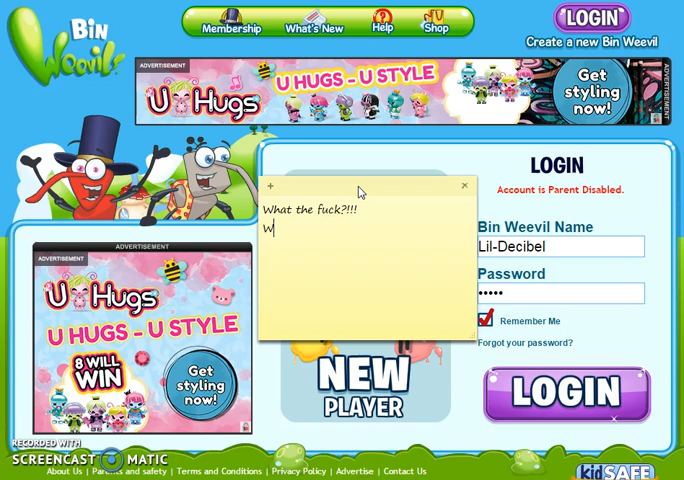 BiN
Weevils
Membership
What's New
Help
Shop
LOGIN
Create a new Bin Weevil
ADVERTISEMENT
U Hugs
U HUGS - U STYLE
Get
styling
now!
ADVERTISEMENT
LOGIN
Account is Parent Disabled.
Bin Weevil Name
Lil-Decibel
Password
•••••
Remember Me
Forgot your password?
LOGIN
+ ×
What the fuck?!!!
W
NEW
PLAYER
ADVERTISEMENT
ADVERTISEMENT
U Hugs
U HUGS - U STYLE
8 WILL
WIN
Get
styling
now!
RECORDED WITH
SCREENCAST MATIC
About Us | Parents and safety | Terms and Conditions | Privacy Policy | Advertise | Contact Us
kidSAFE